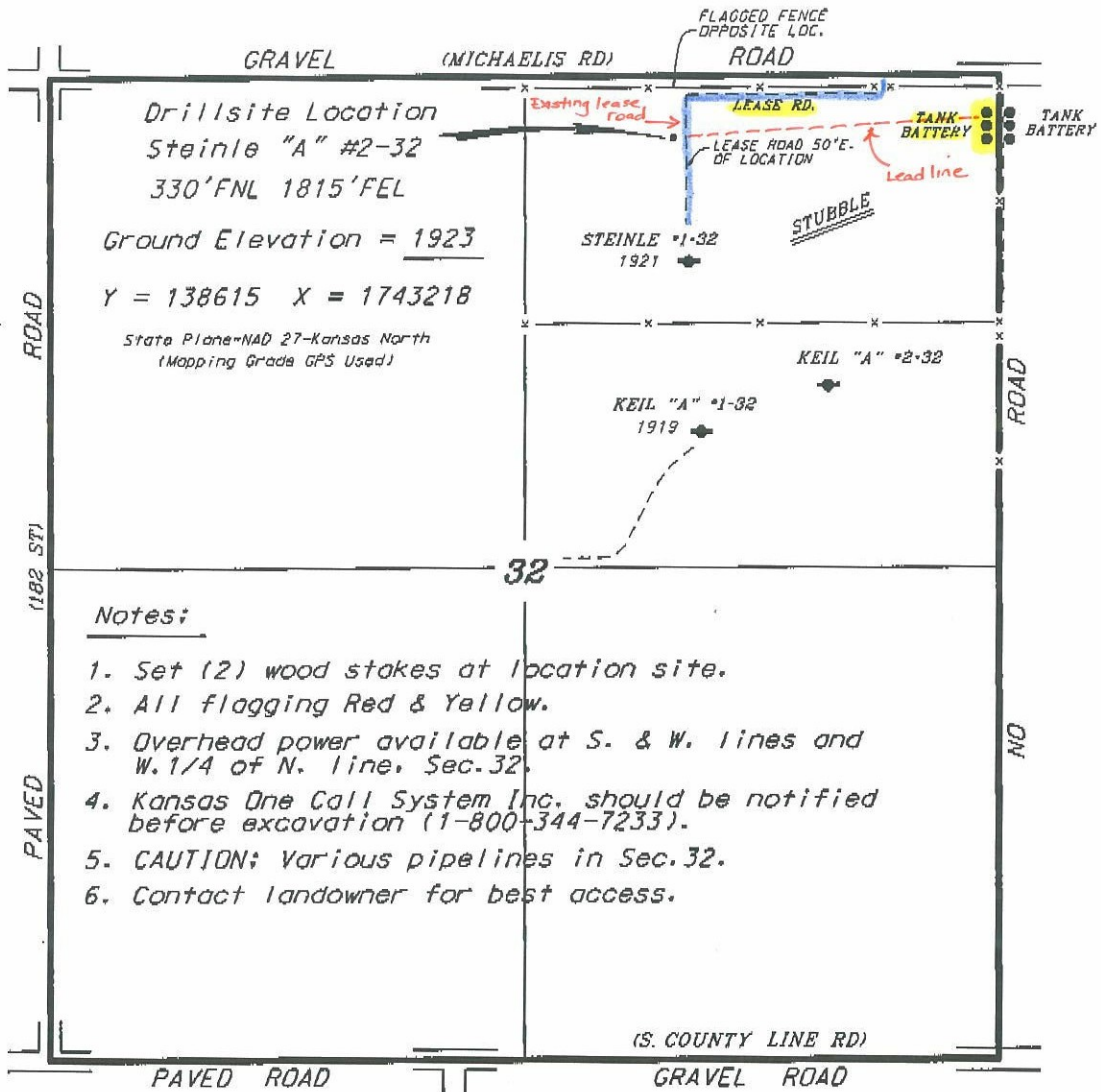 FLAGGED FENCE
OPPOSITE LOC.
GRAVEL (MICHAELIS RD) ROAD
Drillsite Location
Steinle "A" #2-32
330'FNL 1815'FEL
Ground Elevation = 1923
Y = 138615 X = 1743218
State Plane-NAD 27-Kansas North
(Mapping Grade GPS Used)
Existing lease
road
LEASE RD.
LEASE ROAD 50'E.
OF LOCATION
TANK
BATTERY
TANK
BATTERY
Lead line
STUBBLE
STEINLE #1-32
1921
KEIL "A" #2-32
KEIL "A" #1-32
1919
ROAD
(182 ST)
PAVED
ROAD
NO
32
Notes:
1. Set (2) wood stakes at location site.
2. All flagging Red & Yellow.
3. Overhead power available at S. & W. lines and
W. 1/4 of N. line, Sec. 32.
4. Kansas One Call System Inc. should be notified
before excavation (1-800-344-7233).
5. CAUTION: Various pipelines in Sec. 32.
6. Contact landowner for best access.
(S. COUNTY LINE RD)
PAVED ROAD
GRAVEL ROAD